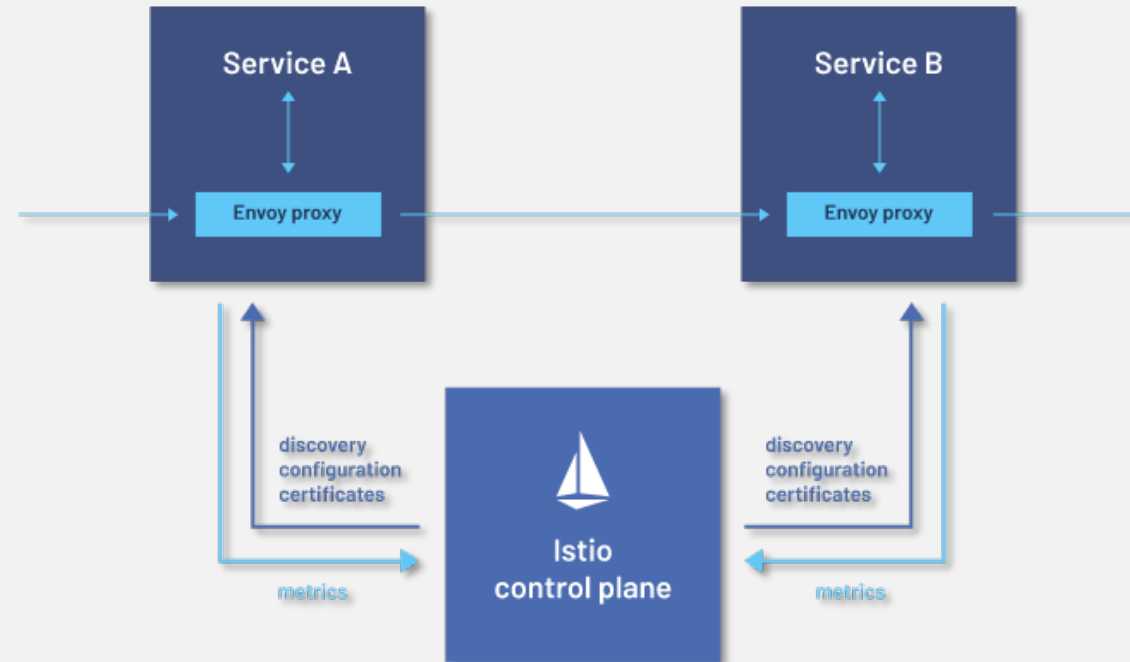 Service A
Service B
Envoy proxy
Envoy proxy
discovery
configuration
certificates
discovery
configuration
certificates
Istio
control plane
metrics
metrics